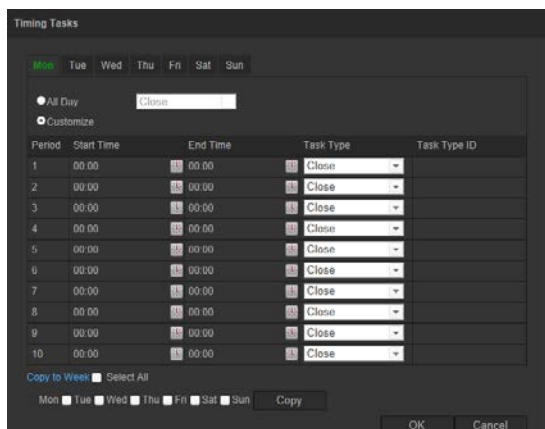 Timing Tasks
Mon Tue Wed Thu Fri Sat Sun
All Day Close
Customize
Period Start Time End Time Task Type Task Type ID
1 00:00 00:00 Close
2 00:00 00:00 Close
3 00:00 00:00 Close
4 00:00 00:00 Close
5 00:00 00:00 Close
6 00:00 00:00 Close
7 00:00 00:00 Close
8 00:00 00:00 Close
9 00:00 00:00 Close
10 00:00 00:00 Close
Copy to Week Select All
Mon Tue Wed Thu Fri Sat Sun Copy
OK Cancel